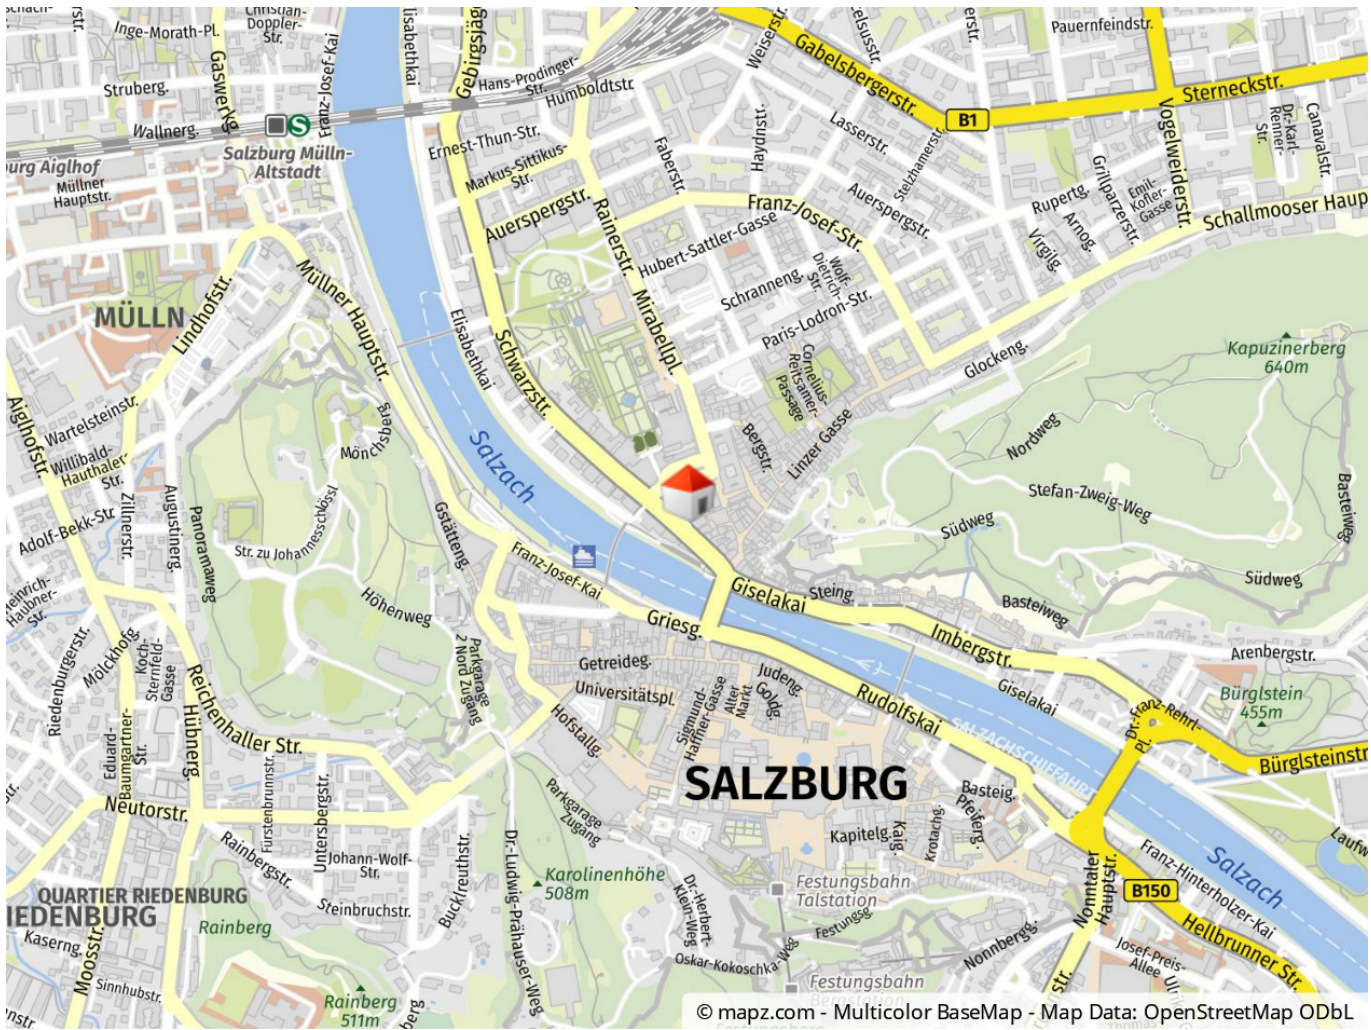 Inge-Morath-Pl.
Christian-
Doppler-
Str.
Franz-Josef-Kai
Elisabethkai
Gebirgsjäg
Hans-Prodinger-
Str.
Humboldtstr.
Weiserstr.
Gabelsbergerstr.
Pauernfeindstr.
Sterneckstr.
B1
Struberg.
Gaswerkg.
Wallnerg.
Salzburg Mülln-
Altstadt
burg Aiglhof
Müllner
Hauptstr.
Ernest-Thun-Str.
Markus-Sittikus-
Str.
Auerspergstr.
Faberstr.
Haydnstr.
Lasserstr.
Stelzhamerstr.
Auerspergstr.
Vogelweiderstr.
Dr.-Karl-
Renner-
Str.
Canavalstr.
Grillparzerstr.
Emil-
Kofler-
Gasse
Rupertg.
Arnog.
Virgilg.
Schallmooser Haup
Rainerstr.
Franz-Josef-Str.
Hubert-Sattler-Gasse
Wolf-
Dietrich-
Str.
Schranneng.
Paris-Lodron-Str.
Mirabellpl.
MÜLLN
Lindhofstr.
Müllner Hauptstr.
Elisabethkai
Schwarzstr.
Cornelius-
Reitsamer-
Passage
Glockeng.
Kapuzinerberg
640m
Aiglhofstr.
Wartelsteinstr.
Willibald-
Hauthaler-
Str.
Mönchsberg
Salzach
Bergstr.
Linzer Gasse
Nordweg
Stefan-Zweig-Weg
Basteiweg
Südweg
Adolf-Bekk-Str
Zillnerstr.
Augustinerg.
Panoramaweg
Str. zu Johannesschlössl
Gstätteng.
Franz-Josef-Kai
Höhenweg
Giselakai
Steing.
Südweg
Basteiweg
Heinrich-
Haubner-
Str.
Riedenburgerstr.
Mölckhofg.
Koch-
Sternfeld-
Gasse
Reichenhaller Str.
Hübnerg.
Parkgarage
2 Nord Zugang
Griesg.
Imbergstr.
Arenbergstr.
Getreideg.
Universitätspl.
Judeng
Goldg.
Alter
Markt
Sigmund-
Haffner-Gasse
Rudolfskai
Giselakai
Bürglstein
455m
Dr.-Franz-Rehrl-
Pl.
Bürglsteinstr
Hofstallg.
SALZACHSCHIFFAHRT
SALZBURG
Eduard-
Baumgartner-
Str.
Neutorstr.
Fürstenbrunnstr.
Untersbergstr.
Parkgarage
Zugang
Basteig.
Pfeiferg.
Kapitelg.
Kaig.
Krotachg.
Rainbergstr.
Johann-Wolf-
Str.
Bucklreuthstr.
Dr.-Ludwig-Prähauser-Weg
Karolinenhöhe
508m
Franz-Hinterholzer-Kai
Salzach
Laufw
B150
Nonntaler
Hauptstr.
Hellbrunner Str.
QUARTIER RIEDENBURG
RIEDENBURG
Steinbruchstr.
Rainberg
Festungsbahn
Talstation
Dr.-Herbert-
Klein-Weg
Festungsg.
Oskar-Kokoschka-Weg
Nonnbergg.
Josef-Preis-
Allee
Kaserng.
Moosstr.
Sinnhubstr.
Rainberg
511m
Festungsbahn
Bergstation
© mapz.com - Multicolor BaseMap - Map Data: OpenStreetMap ODbL